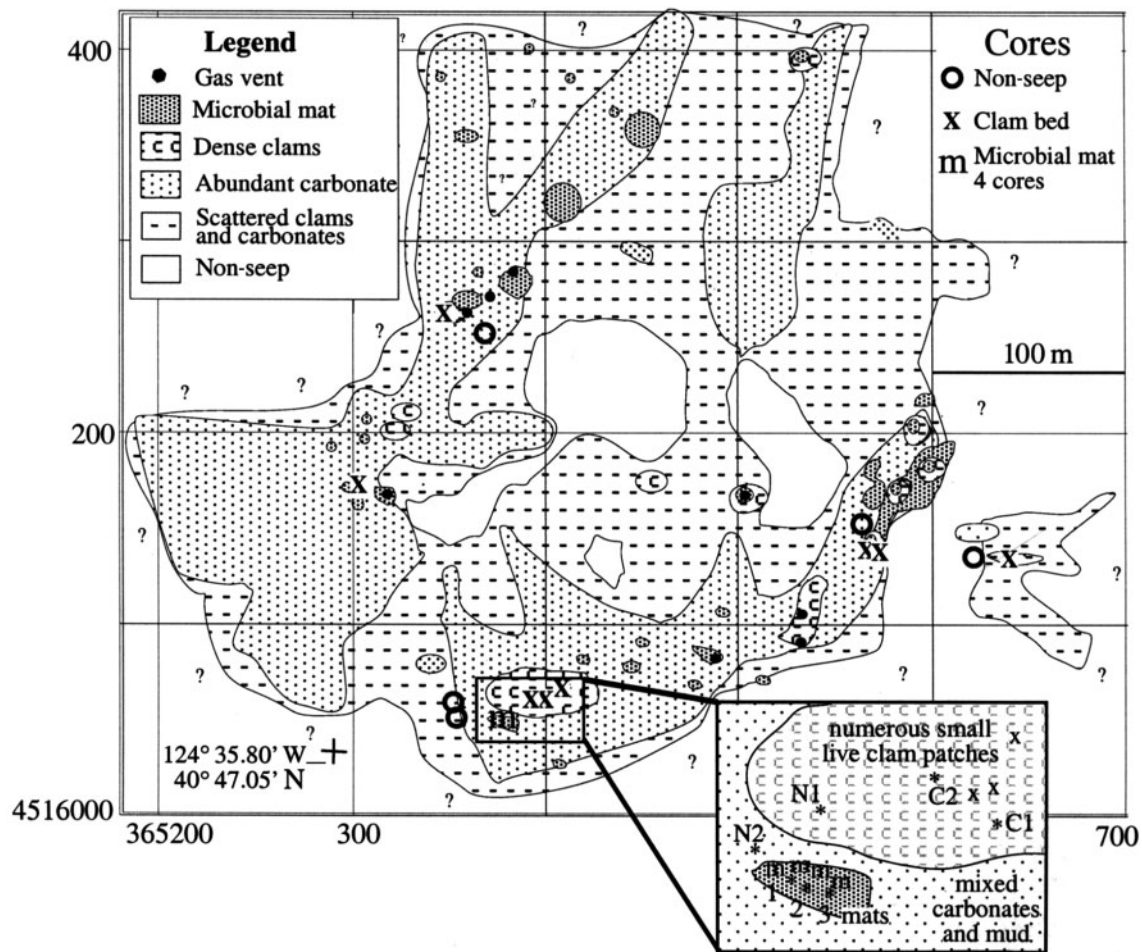 400
200
4516000
365200
300
700
Legend
Gas vent
Microbial mat
Dense clams
Abundant carbonate
Scattered clams
and carbonates
Non-seep
Cores
O Non-seep
X Clam bed
m Microbial mat
4 cores
100 m
124° 35.80' W
40° 47.05' N
?
?
?
?
?
?
?
?
?
?
?
?
?
?
X
X
X X
X
X X X
m m
numerous small
live clam patches
x
N1
* C2 x x
*
* C1
N2
*
m m m m
* * *
1 2 3 mats
mixed
carbonates
and mud